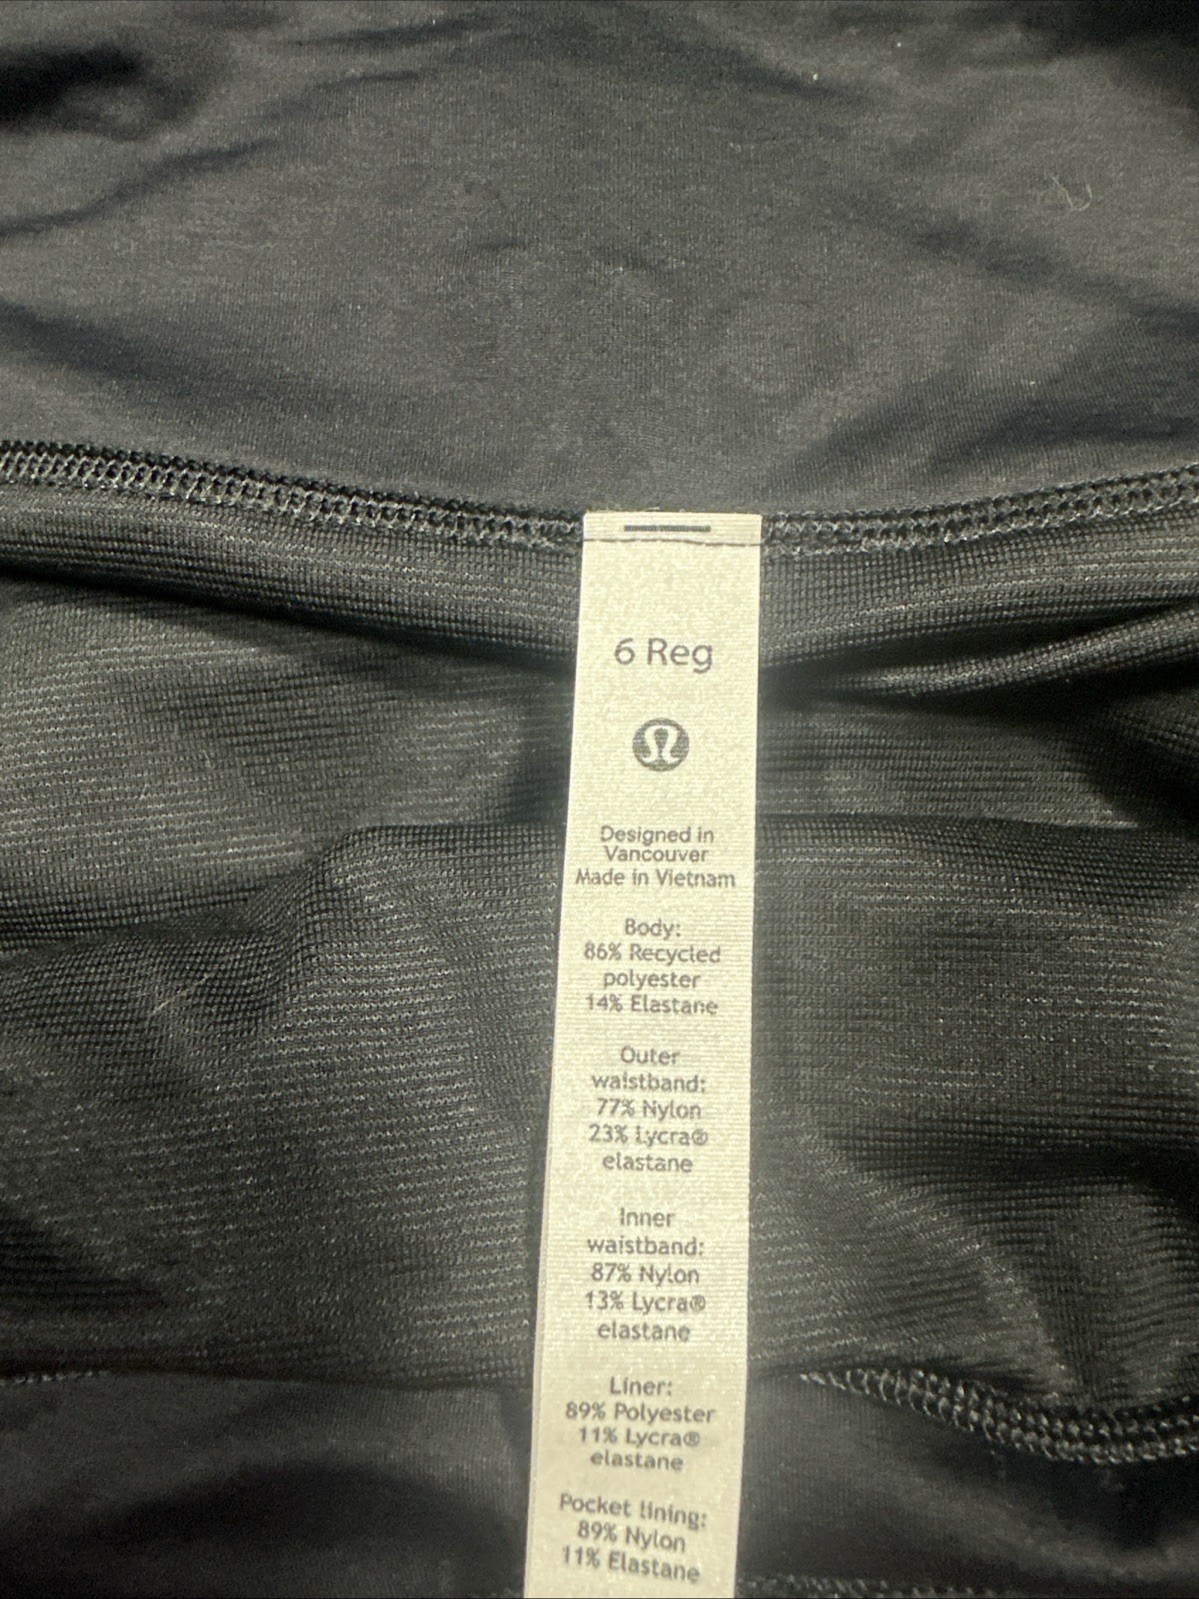 6 Reg
Designed in
Vancouver
Made in Vietnam
Body:
86% Recycled
polyester
14% Elastane
Outer
waistband:
77% Nylon
23% Lycra®
elastane
Inner
waistband:
87% Nylon
13% Lycra®
elastane
Liner:
89% Polyester
11% Lycra®
elastane
Pocket lining:
89% Nylon
11% Elastane